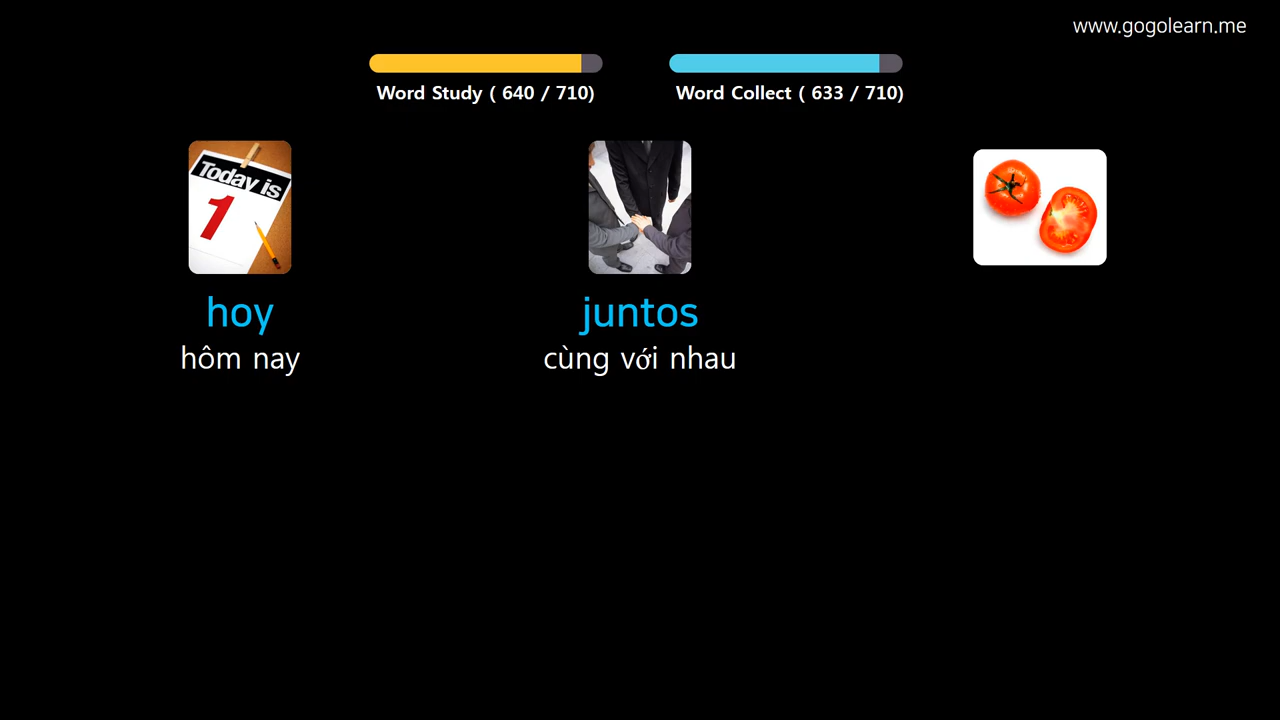 www.gogolearn.me
Word Study ( 640 / 710)
Word Collect ( 633 / 710)
Today is
1
hoy
hôm nay
juntos
cùng với nhau